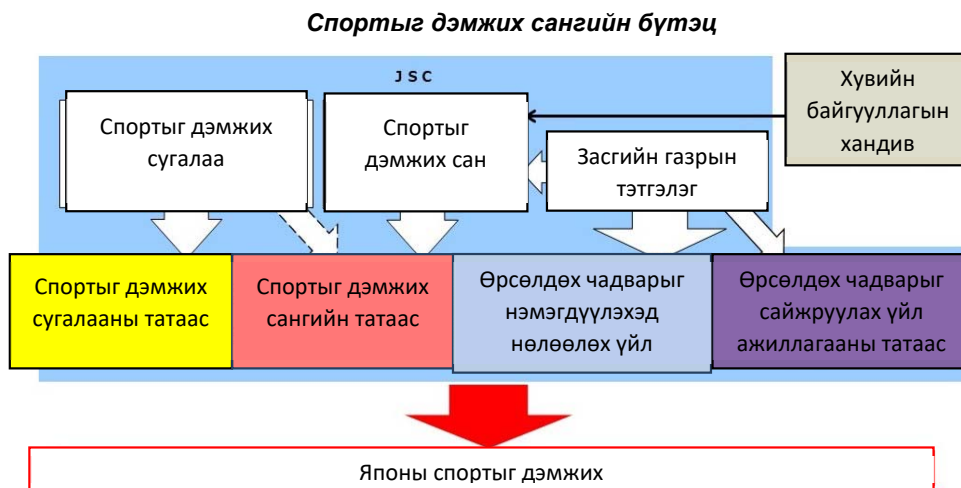 Спортыг дэмжих сангийн бүтэц
JSC
Хувийн
байгууллагын
хандив
Спортыг дэмжих
сугалаа
Спортыг
дэмжих сан
Засгийн газрын
тэтгэлэг
Спортыг дэмжих
сугалааны татаас
Спортыг дэмжих
сангийн татаас
Өрсөлдөх чадварыг
нэмэгдүүлэхэд
нөлөөлөх үйл
Өрсөлдөх чадварыг
сайжруулах үйл
ажиллагааны татаас
Японы спортыг дэмжих